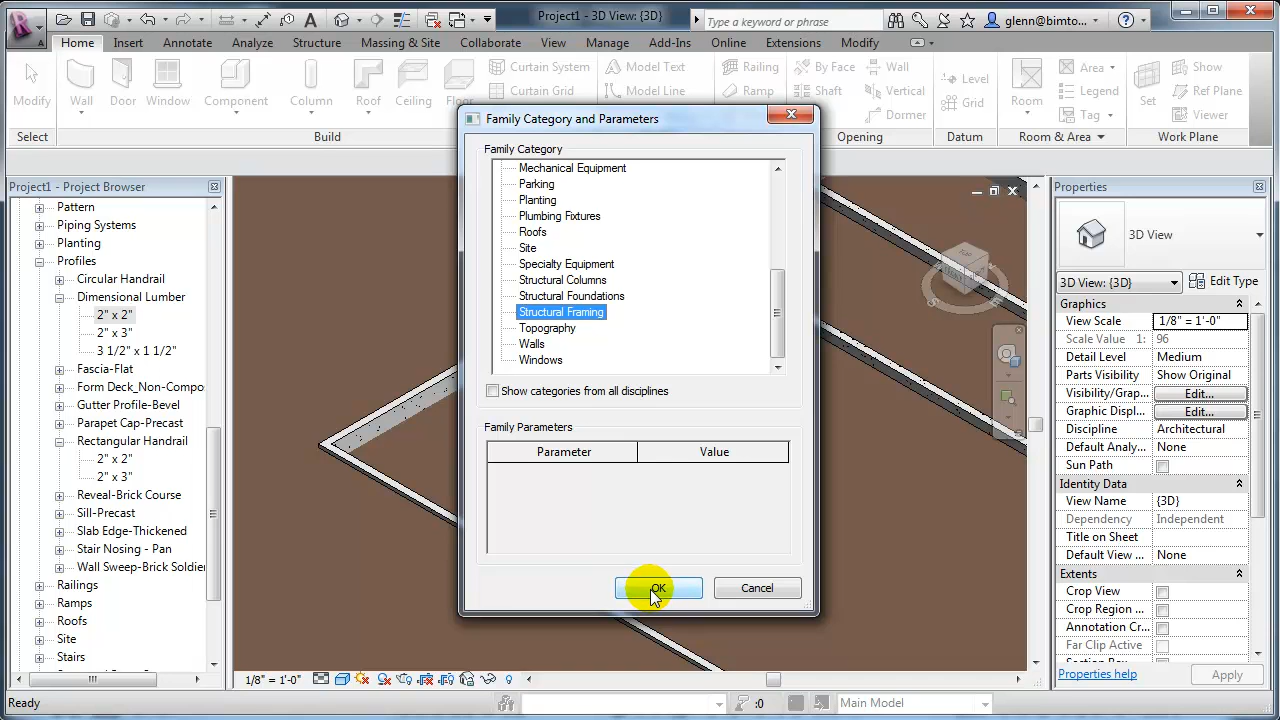 Project1 - 3D View: {3D}
Type a keyword or phrase
glenn@bimto...
Home Insert Annotate Analyze Structure Massing & Site Collaborate View Manage Add-Ins Online Extensions Modify
Modify Wall Door Window Component Column Roof Ceiling Floor
Curtain System
Curtain Grid
Model Text
Model Line
Railing
Ramp
By Face
Shaft
Wall
Vertical
Dormer
Level
Grid
Room
Area
Legend
Tag
Set
Show
Ref Plane
Viewer
Select Build Opening Datum Room & Area Work Plane
Project1 - Project Browser
Pattern
Piping Systems
Planting
Profiles
Circular Handrail
Dimensional Lumber
2" x 2"
2" x 3"
3 1/2" x 1 1/2"
Fascia-Flat
Form Deck_Non-Compo
Gutter Profile-Bevel
Parapet Cap-Precast
Rectangular Handrail
2" x 2"
2" x 3"
Reveal-Brick Course
Sill-Precast
Slab Edge-Thickened
Stair Nosing - Pan
Wall Sweep-Brick Soldier
Railings
Ramps
Roofs
Site
Stairs
Family Category and Parameters
Family Category
Mechanical Equipment
Parking
Planting
Plumbing Fixtures
Roofs
Site
Specialty Equipment
Structural Columns
Structural Foundations
Structural Framing
Topography
Walls
Windows
Show categories from all disciplines
Family Parameters
Parameter Value
OK Cancel
Properties
3D View
3D View: {3D} Edit Type
Graphics
View Scale 1/8" = 1'-0"
Scale Value 1: 96
Detail Level Medium
Parts Visibility Show Original
Visibility/Grap... Edit...
Graphic Displ... Edit...
Discipline Architectural
Default Analy... None
Sun Path
Identity Data
View Name {3D}
Dependency Independent
Title on Sheet
Default View ... None
Extents
Crop View
Crop Region ...
Annotation Cr...
Far Clip Active
Section Box
Properties help Apply
1/8" = 1'-0"
Ready :0 Main Model